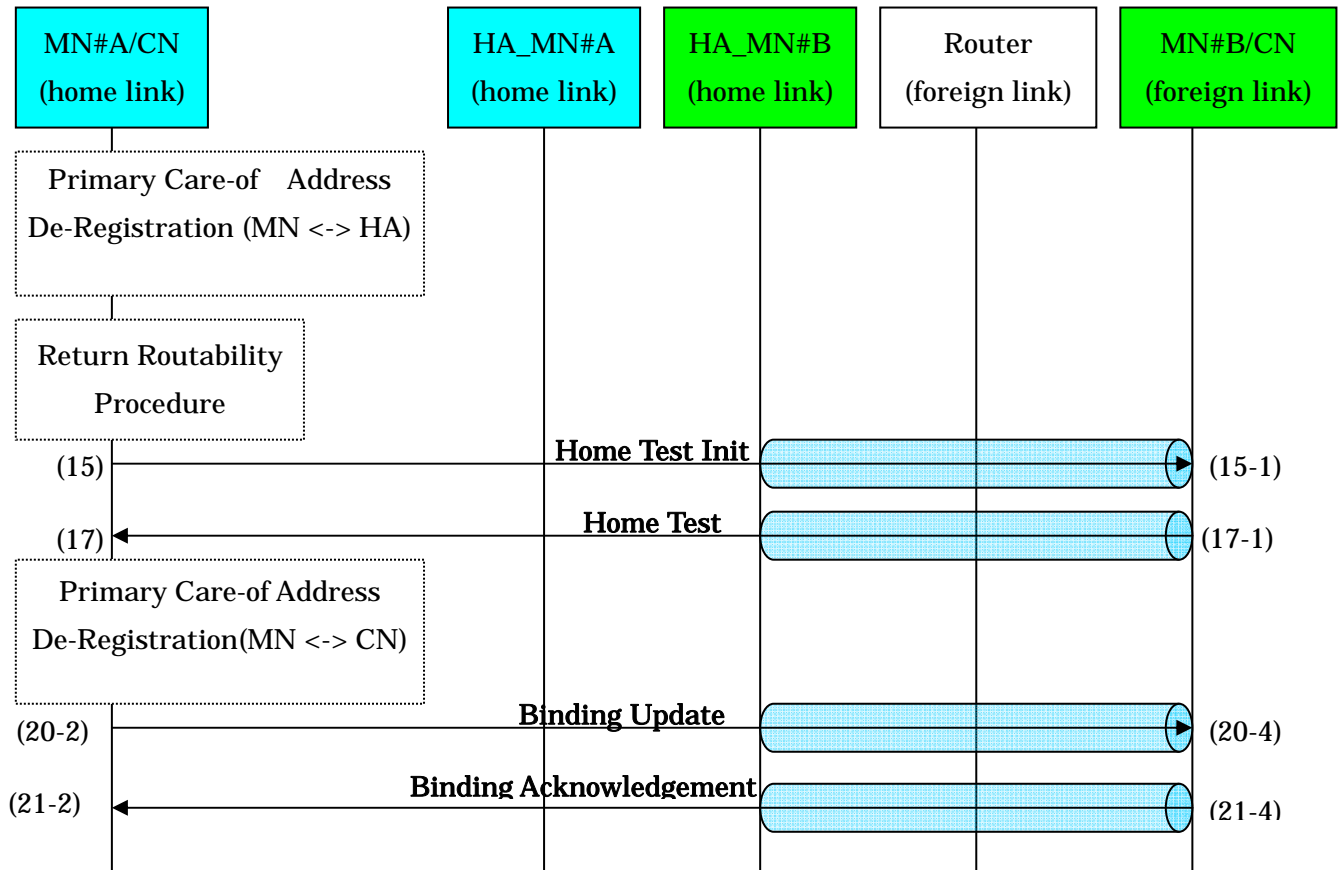 MN#A/CN
(home link)
HA_MN#A
(home link)
HA_MN#B
(home link)
Router
(foreign link)
MN#B/CN
(foreign link)
Primary Care-of Address
De-Registration (MN <-> HA)
Return Routability
Procedure
(15)
Home Test Init
(15-1)
(17)
Home Test
(17-1)
Primary Care-of Address
De-Registration(MN <-> CN)
(20-2)
Binding Update
(20-4)
(21-2)
Binding Acknowledgement
(21-4)